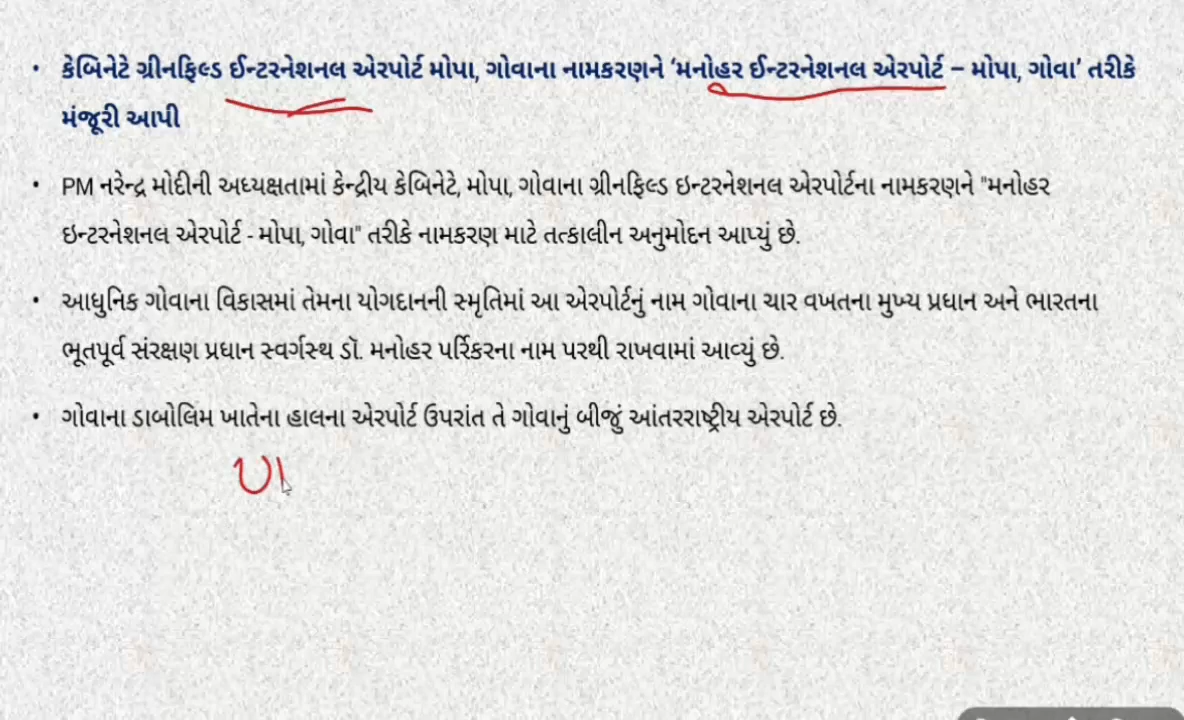 • કેબિનેટે ગ્રીનફિલ્ડ ઈન્ટરનેશનલ એરપોર્ટ મોપા, ગોવાના નામકરણને ‘મનોહર ઈન્ટરનેશનલ એરપોર્ટ – મોપા, ગોવા’ તરીકે
મંજૂરી આપી
• PM નરેન્દ્ર મોદીની અધ્યક્ષતામાં કેન્દ્રીય કેબિનેટે, મોપા, ગોવાના ગ્રીનફિલ્ડ ઇન્ટરનેશનલ એરપોર્ટના નામકરણને "મનોહર
ઇન્ટરનેશનલ એરપોર્ટ - મોપા, ગોવા" તરીકે નામકરણ માટે તત્કાલીન અનુમોદન આપ્યું છે.
• આધુનિક ગોવાના વિકાસમાં તેમના યોગદાનની સ્મૃતિમાં આ એરપોર્ટનું નામ ગોવાના ચાર વખતના મુખ્ય પ્રધાન અને ભારતના
ભૂતપૂર્વ સંરક્ષણ પ્રધાન સ્વર્ગસ્થ ડૉ. મનોહર પર્રિકરના નામ પરથી રાખવામાં આવ્યું છે.
• ગોવાના ડાબોલિમ ખાતેના હાલના એરપોર્ટ ઉપરાંત તે ગોવાનું બીજું આંતરરાષ્ટ્રીય એરપોર્ટ છે.